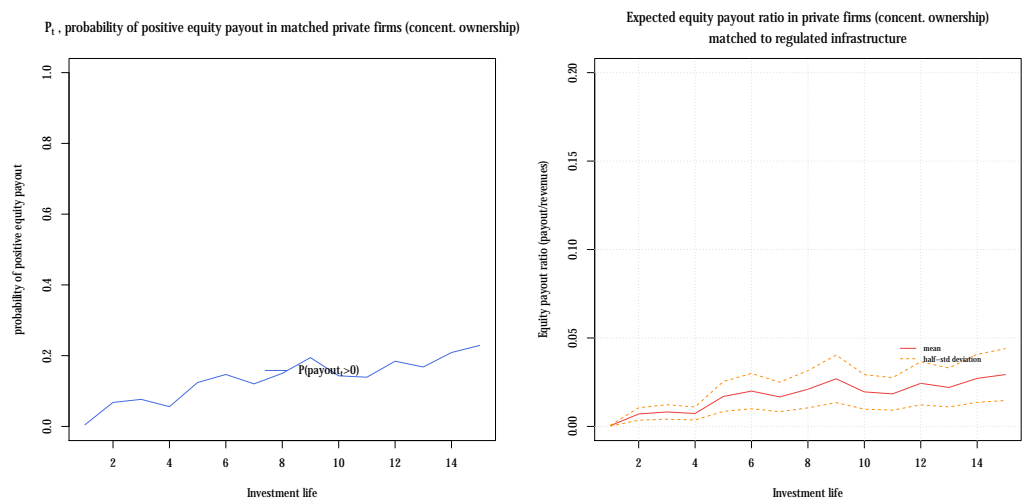 Pt , probability of positive equity payout in matched private firms (concent. ownership)
probability of positive equity payout
1.0
0.8
0.6
0.4
0.2
0.0
P(payoutt>0)
2 4 6 8 10 12 14
Investment life
Expected equity payout ratio in private firms (concent. ownership)
matched to regulated infrastructure
Equity payout ratio (payout/revenues)
0.20
0.15
0.10
0.05
0.00
mean
half−std deviation
2 4 6 8 10 12 14
Investment life